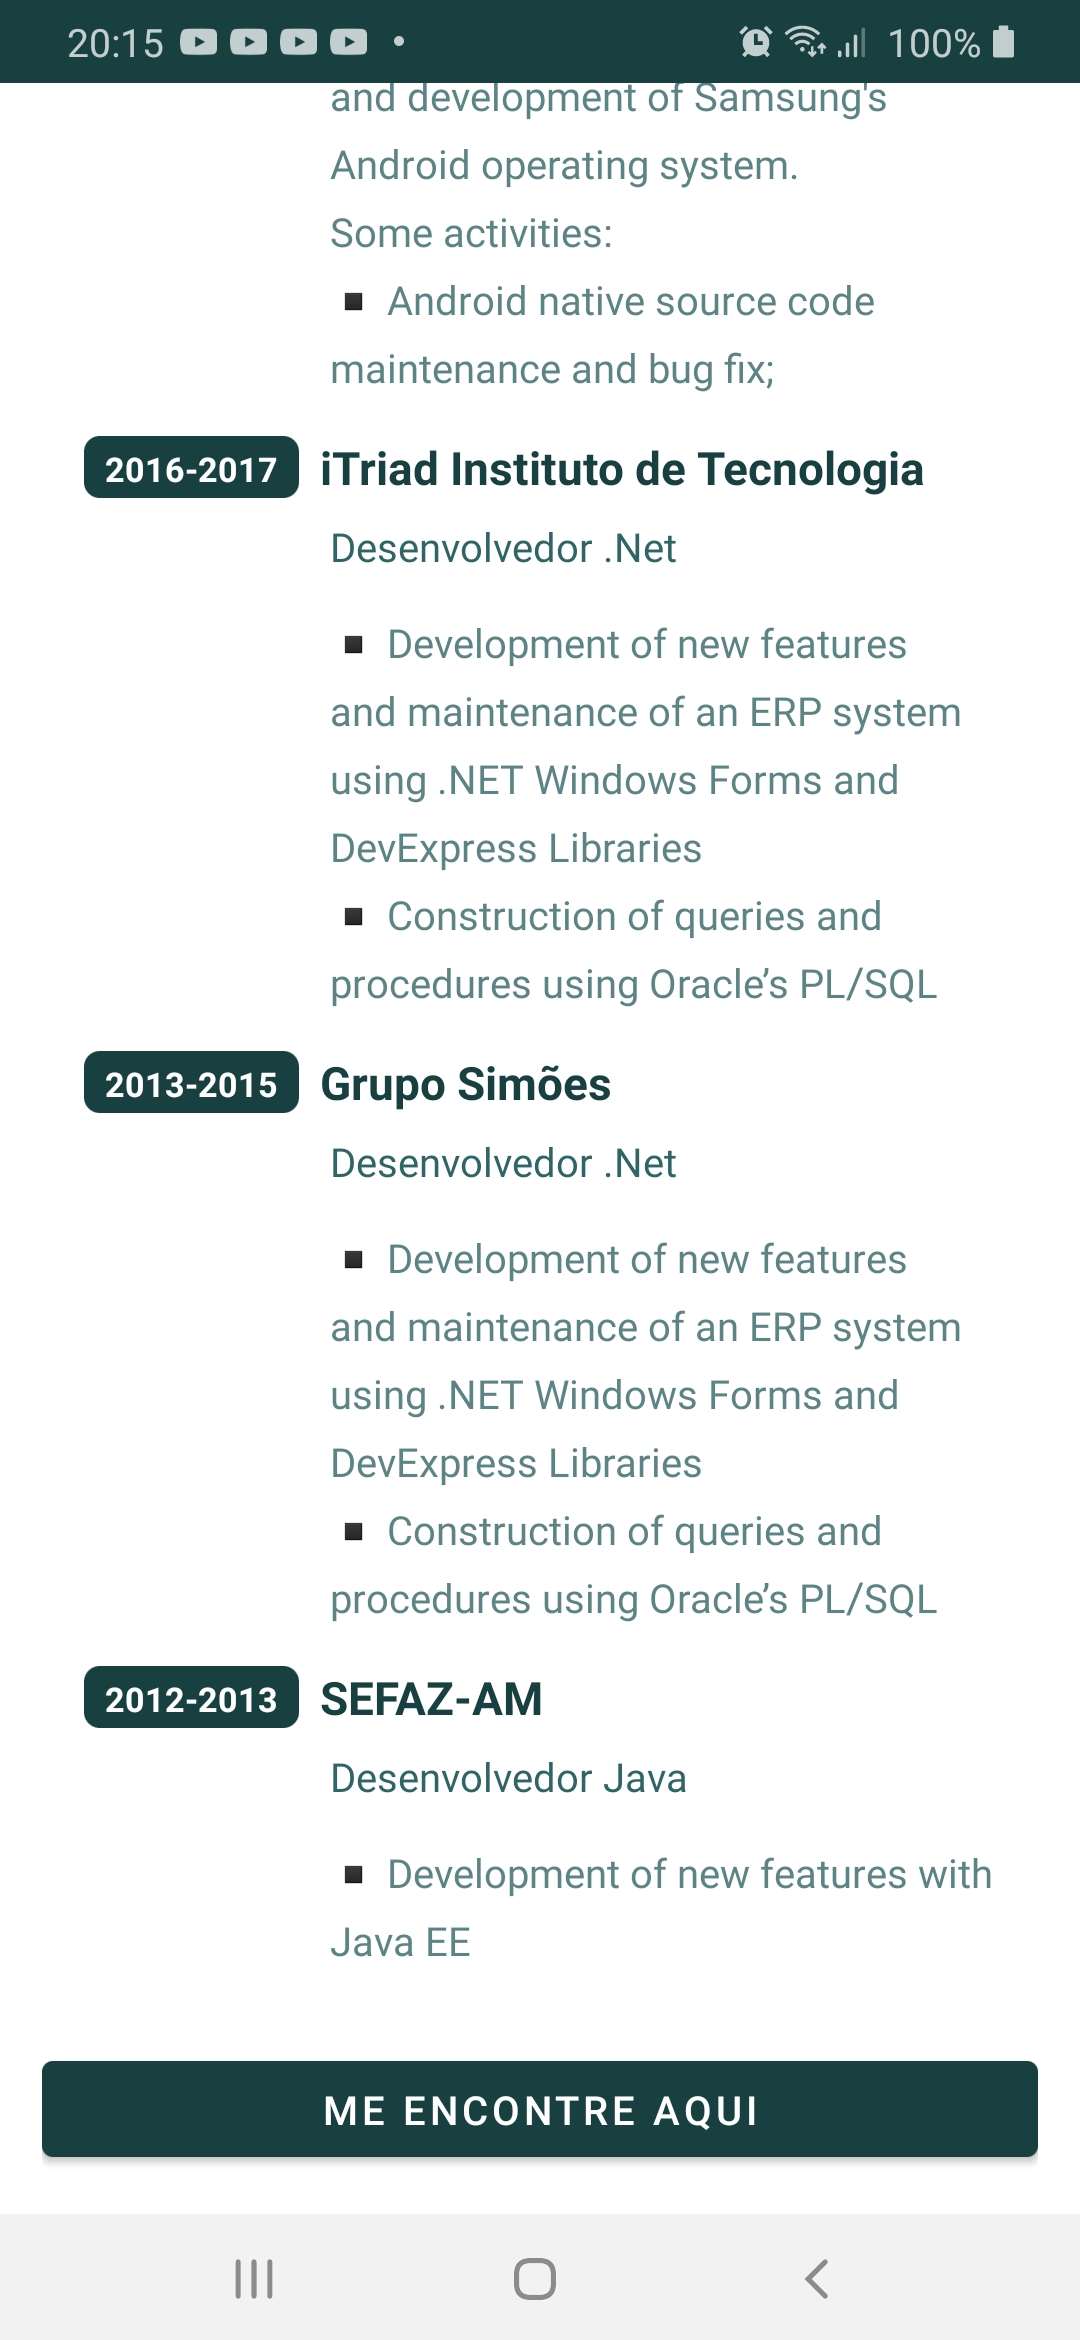 20:15
100%
and development of Samsung's
Android operating system.
Some activities:
▪ Android native source code
maintenance and bug fix;
2016-2017 iTriad Instituto de Tecnologia
Desenvolvedor .Net
▪ Development of new features
and maintenance of an ERP system
using .NET Windows Forms and
DevExpress Libraries
▪ Construction of queries and
procedures using Oracle’s PL/SQL
2013-2015 Grupo Simões
Desenvolvedor .Net
▪ Development of new features
and maintenance of an ERP system
using .NET Windows Forms and
DevExpress Libraries
▪ Construction of queries and
procedures using Oracle’s PL/SQL
2012-2013 SEFAZ-AM
Desenvolvedor Java
▪ Development of new features with
Java EE
ME ENCONTRE AQUI